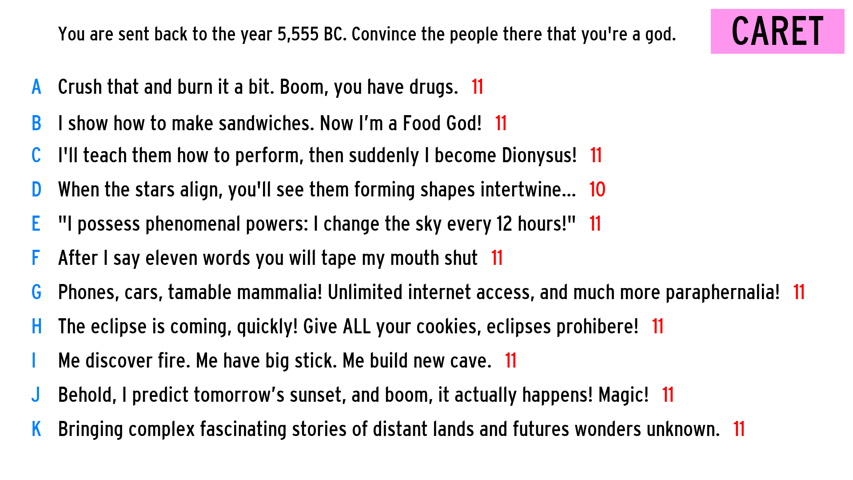 You are sent back to the year 5,555 BC. Convince the people there that you're a god.
CARET
A Crush that and burn it a bit. Boom, you have drugs. 11
B I show how to make sandwiches. Now I’m a Food God! 11
C I'll teach them how to perform, then suddenly I become Dionysus! 11
D When the stars align, you'll see them forming shapes intertwine... 10
E "I possess phenomenal powers: I change the sky every 12 hours!" 11
F After I say eleven words you will tape my mouth shut 11
G Phones, cars, tamable mammalia! Unlimited internet access, and much more paraphernalia! 11
H The eclipse is coming, quickly! Give ALL your cookies, eclipses prohibere! 11
I Me discover fire. Me have big stick. Me build new cave. 11
J Behold, I predict tomorrow’s sunset, and boom, it actually happens! Magic! 11
K Bringing complex fascinating stories of distant lands and futures wonders unknown. 11